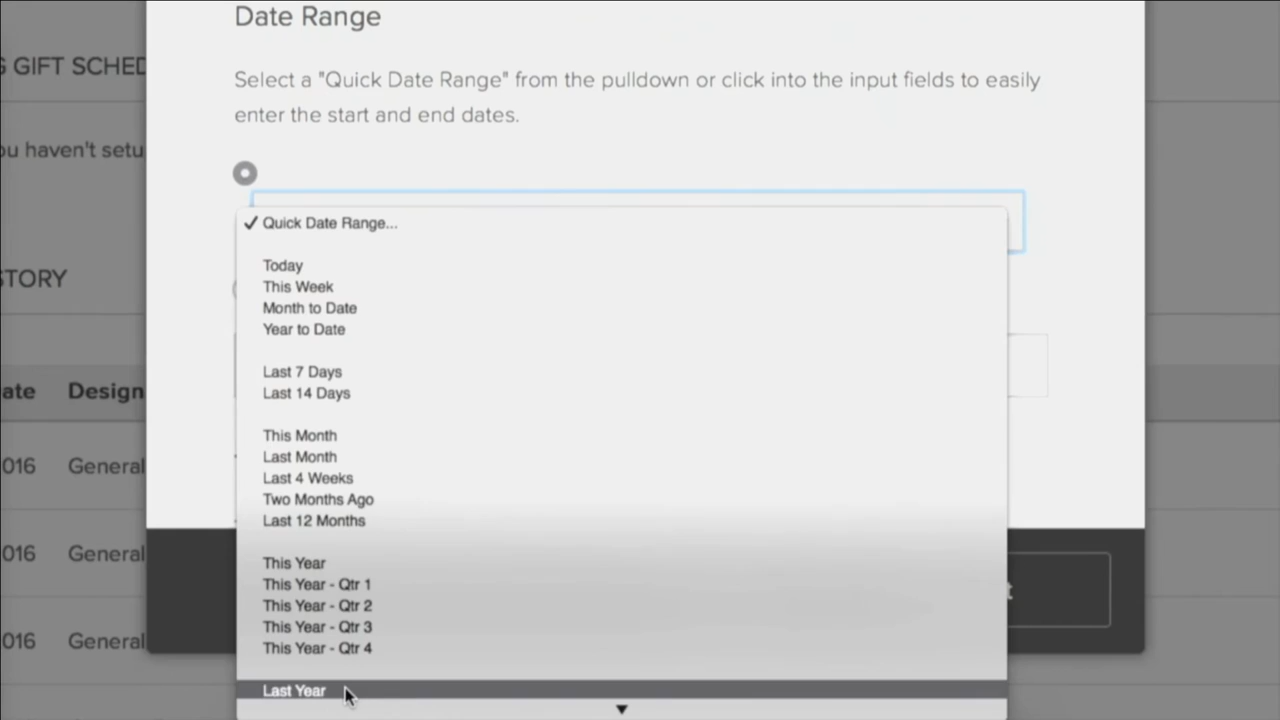 Date Range
G GIFT SCHED
Select a "Quick Date Range" from the pulldown or click into the input fields to easily
enter the start and end dates.
ou haven't setu
✓ Quick Date Range...
Today
STORY
This Week
Month to Date
Year to Date
Last 7 Days
ate Design
Last 14 Days
This Month
Last Month
016 General
Last 4 Weeks
Two Months Ago
Last 12 Months
016 General
This Year
This Year - Qtr 1
t
This Year - Qtr 2
This Year - Qtr 3
016 General
This Year - Qtr 4
Last Year